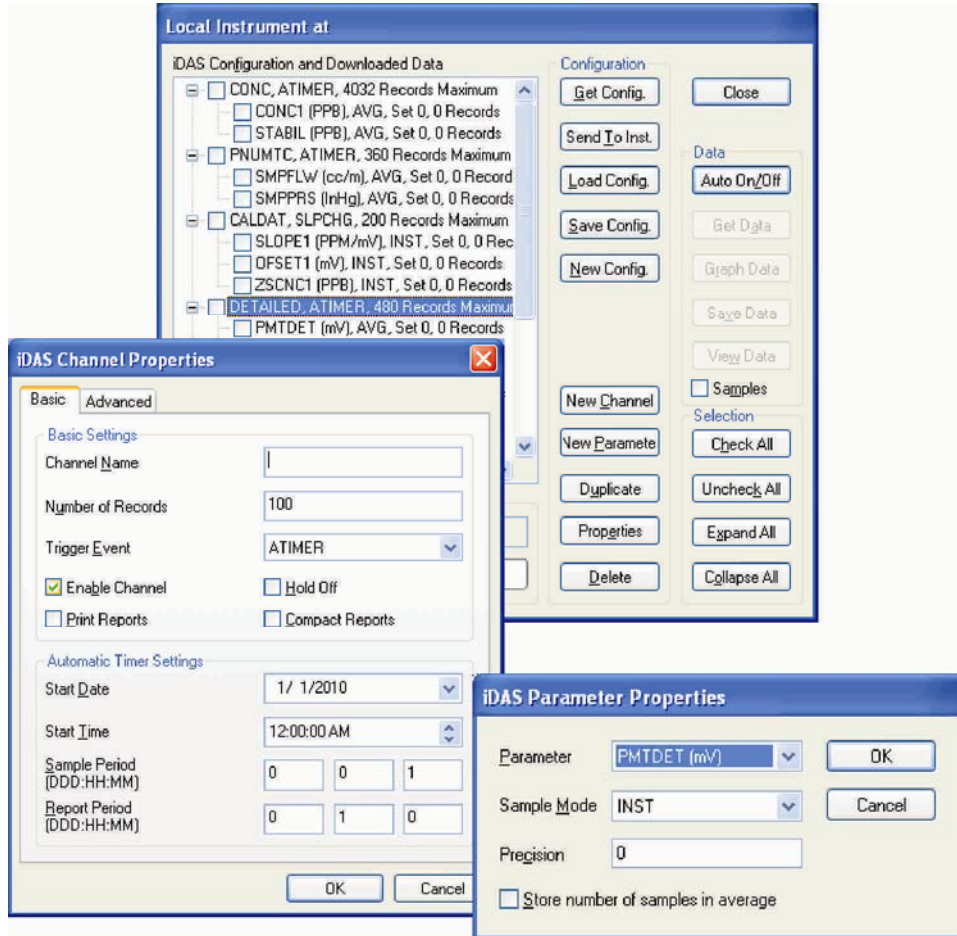 Local Instrument at
iDAS Configuration and Downloaded Data
CONC, ATIMER, 4032 Records Maximum
CONC1 (PPB), AVG, Set 0, 0 Records
STABIL (PPB), AVG, Set 0, 0 Records
PNUMTC, ATIMER, 360 Records Maximum
SMPFLW (cc/m), AVG, Set 0, 0 Record
SMPPRS (InHg), AVG, Set 0, 0 Records
CALDAT, SLPCHG, 200 Records Maximum
SLOPE1 (PPM/mV), INST, Set 0, 0 Rec
OFSET1 (mV), INST, Set 0, 0 Records
ZSCNC1 (PPB), INST, Set 0, 0 Records
DETAILED, ATIMER, 480 Records Maximum
PMTDET (mV), AVG, Set 0, 0 Records
Configuration
Get Config.
Send To Inst.
Load Config.
Save Config.
New Config.
New Channel
New Paramete
Duplicate
Properties
Delete
Close
Data
Auto On/Off
Get Data
Graph Data
Save Data
View Data
Samples
Selection
Check All
Uncheck All
Expand All
Collapse All
iDAS Channel Properties
Basic
Advanced
Basic Settings
Channel Name
Number of Records 100
Trigger Event ATIMER
Enable Channel Hold Off
Print Reports Compact Reports
Automatic Timer Settings
Start Date 1/ 1/2010
Start Time 12:00:00 AM
Sample Period
(DDD:HH:MM) 0 0 1
Report Period
(DDD:HH:MM) 0 1 0
OK Cancel
iDAS Parameter Properties
Parameter PMTDET (mV) OK
Sample Mode INST Cancel
Precision 0
Store number of samples in average